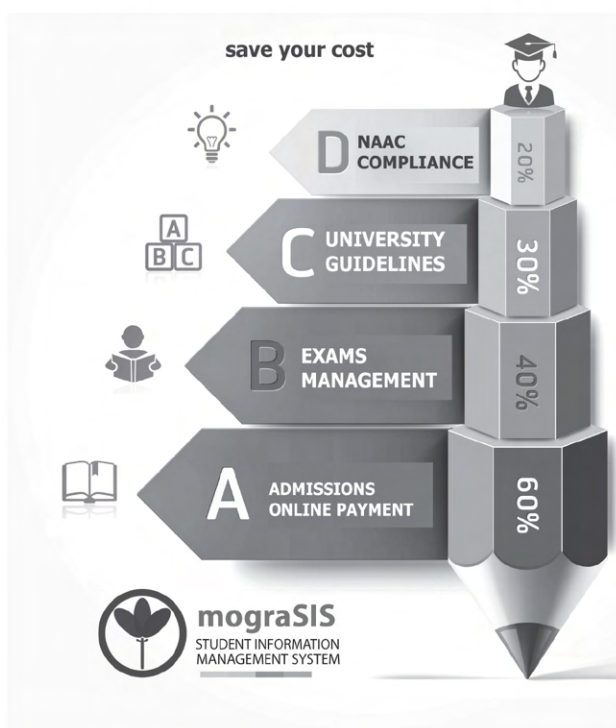 save your cost
D NAAC
COMPLIANCE
20%
A
B C
C UNIVERSITY
GUIDELINES
30%
B EXAMS
MANAGEMENT
40%
A ADMISSIONS
ONLINE PAYMENT
60%
mograSIS
STUDENT INFORMATION
MANAGEMENT SYSTEM